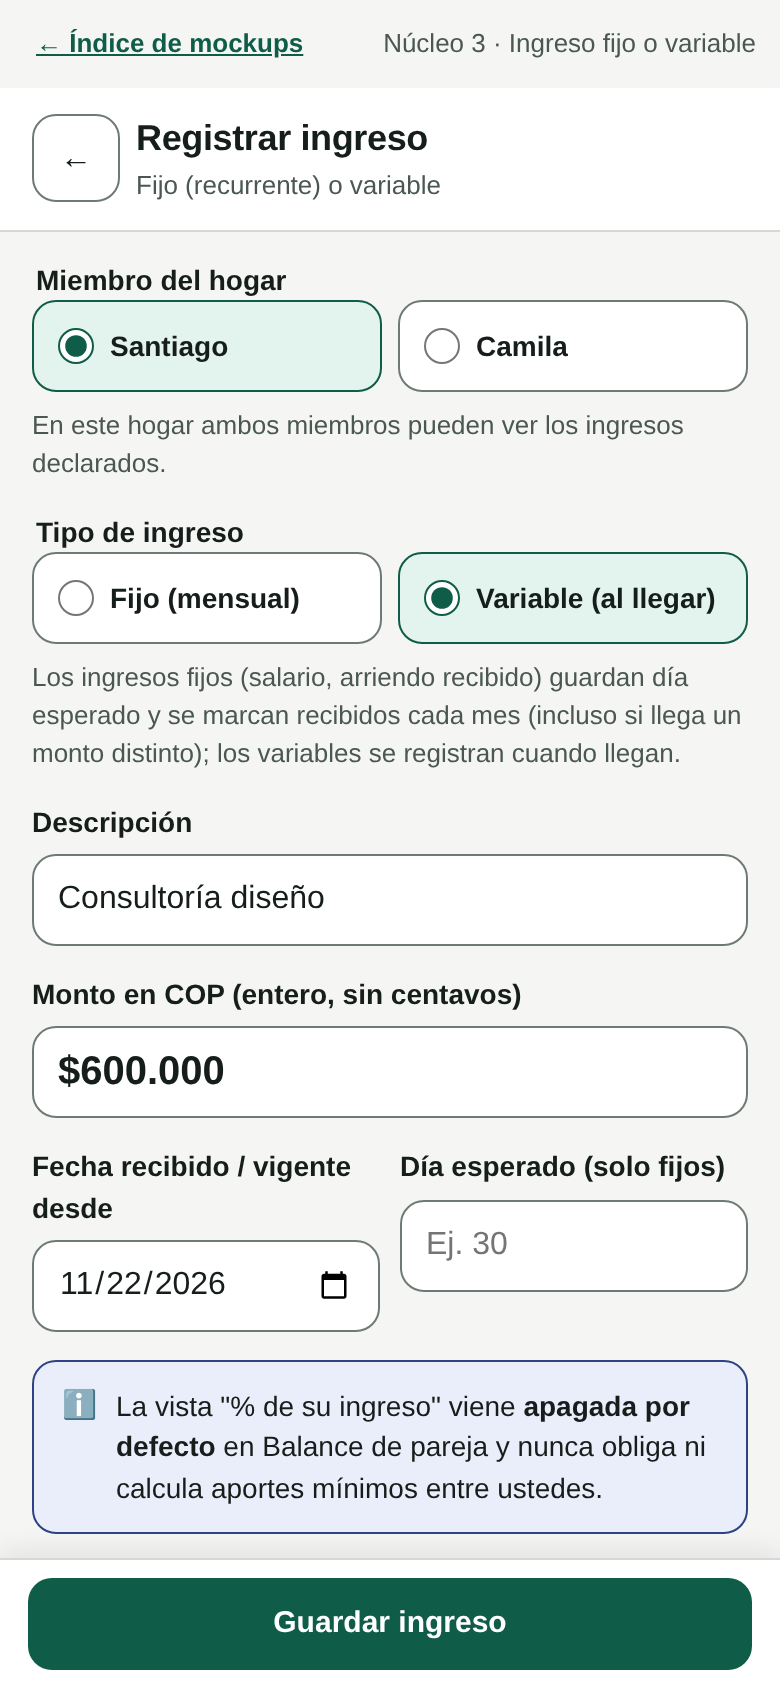 ← Índice de mockups
Núcleo 3 · Ingreso fijo o variable
←
Registrar ingreso
Fijo (recurrente) o variable
Miembro del hogar
Santiago
Camila
En este hogar ambos miembros pueden ver los ingresos
declarados.
Tipo de ingreso
Fijo (mensual)
Variable (al llegar)
Los ingresos fijos (salario, arriendo recibido) guardan día
esperado y se marcan recibidos cada mes (incluso si llega un
monto distinto); los variables se registran cuando llegan.
Descripción
Consultoría diseño
Monto en COP (entero, sin centavos)
$600.000
Fecha recibido / vigente
desde
11/22/2026
Día esperado (solo fijos)
Ej. 30
ℹ️ La vista "% de su ingreso" viene apagada por
defecto en Balance de pareja y nunca obliga ni
calcula aportes mínimos entre ustedes.
Guardar ingreso